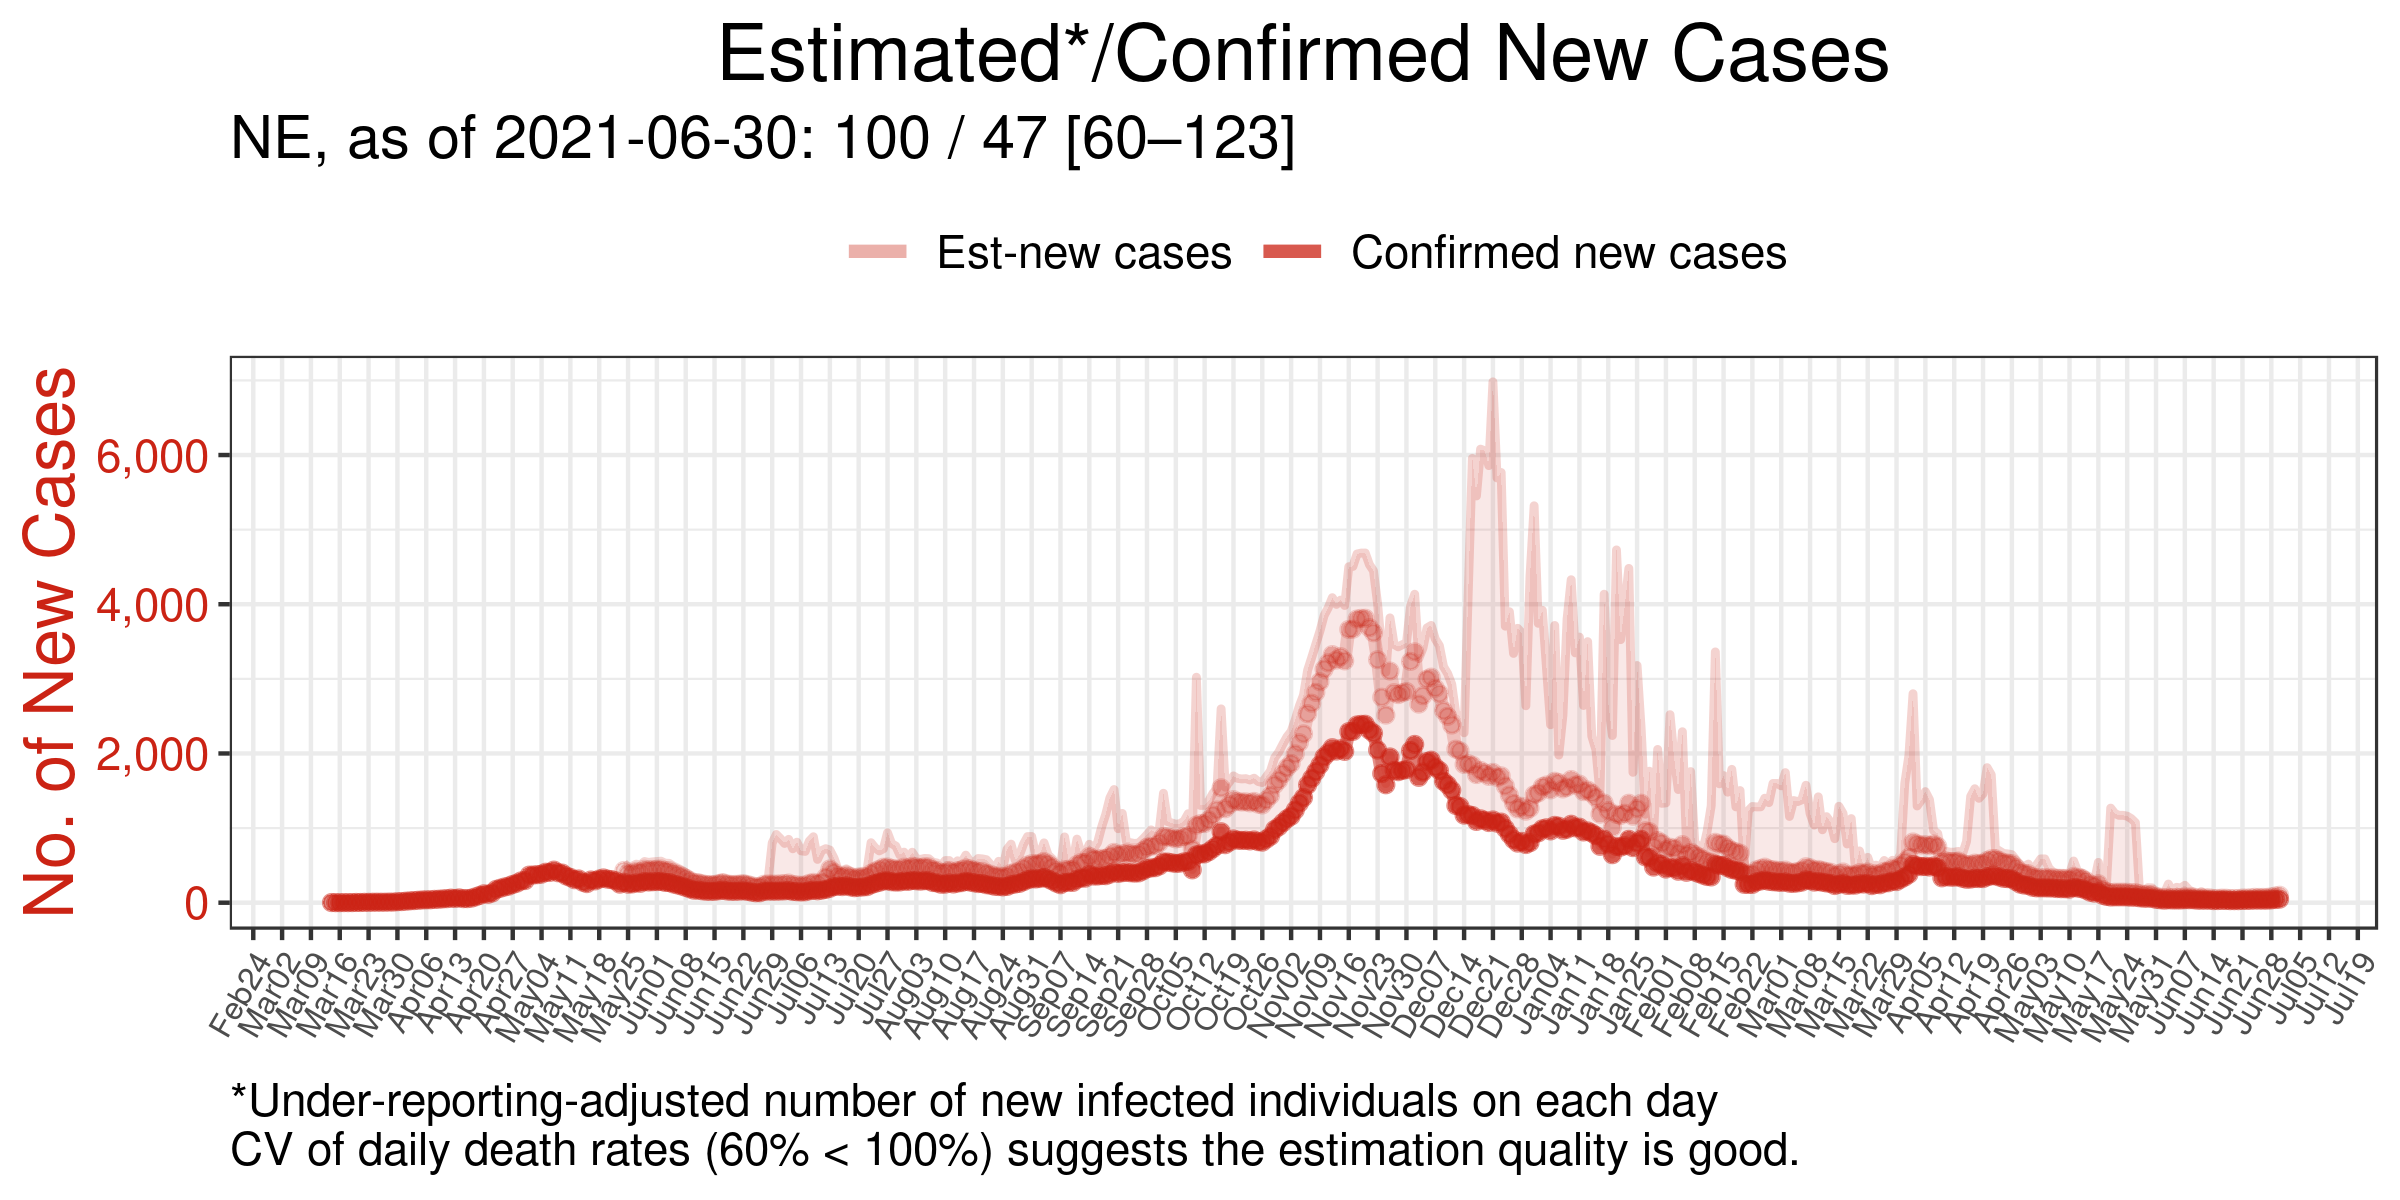 Estimated*/Confirmed New Cases
NE, as of 2021-06-30: 100 / 47 [60–123]
Est-new cases Confirmed new cases
No. of New Cases
6,000
4,000
2,000
0
Feb24 Mar02 Mar09 Mar16 Mar23 Mar30 Apr06 Apr13 Apr20 Apr27 May04 May11 May18 May25 Jun01 Jun08 Jun15 Jun22 Jun29 Jul06 Jul13 Jul20 Jul27 Aug03 Aug10 Aug17 Aug24 Aug31 Sep07 Sep14 Sep21 Sep28 Oct05 Oct12 Oct19 Oct26 Nov02 Nov09 Nov16 Nov23 Nov30 Dec07 Dec14 Dec21 Dec28 Jan04 Jan11 Jan18 Jan25 Feb01 Feb08 Feb15 Feb22 Mar01 Mar08 Mar15 Mar22 Mar29 Apr05 Apr12 Apr19 Apr26 May03 May10 May17 May24 May31 Jun07 Jun14 Jun21 Jun28 Jul05 Jul12 Jul19
*Under-reporting-adjusted number of new infected individuals on each day
CV of daily death rates (60% < 100%) suggests the estimation quality is good.